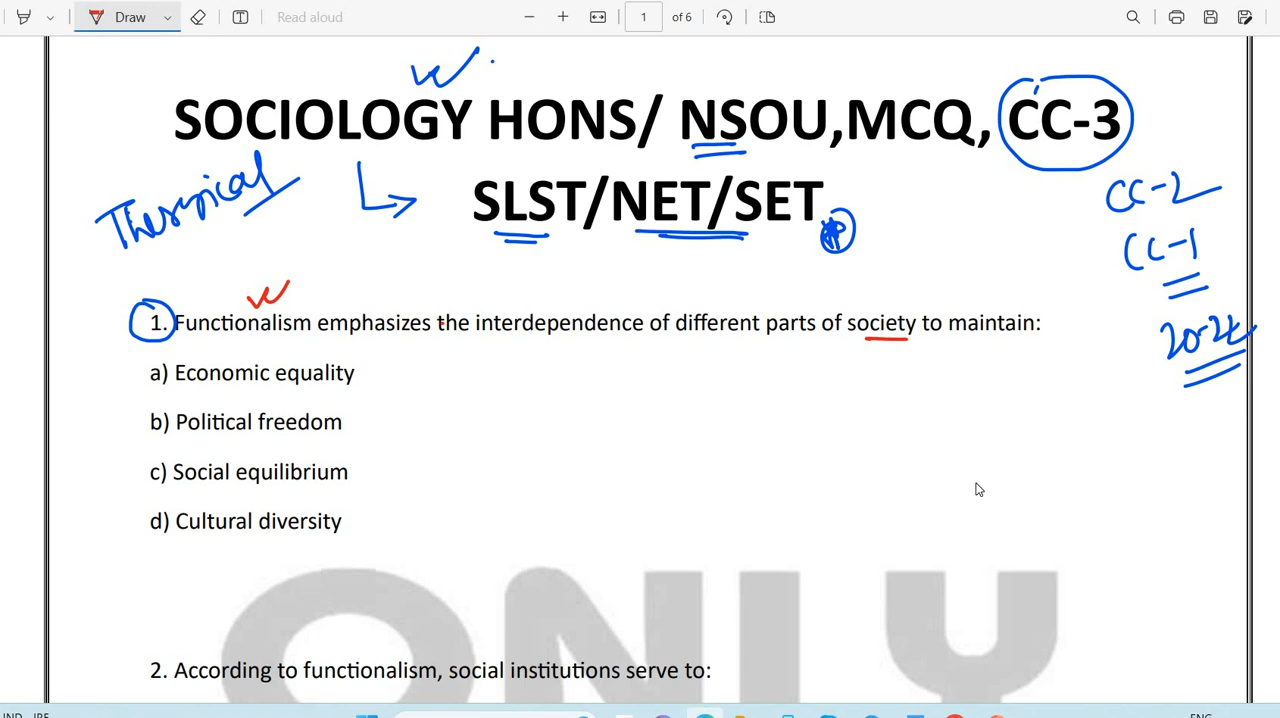 Draw
Read aloud
1 of 6
SOCIOLOGY HONS/ NSOU,MCQ, CC-3
SLST/NET/SET
CC-2
CC-1
1. Functionalism emphasizes the interdependence of different parts of society to maintain:
a) Economic equality
b) Political freedom
c) Social equilibrium
d) Cultural diversity
ONLY
2. According to functionalism, social institutions serve to:
ENG